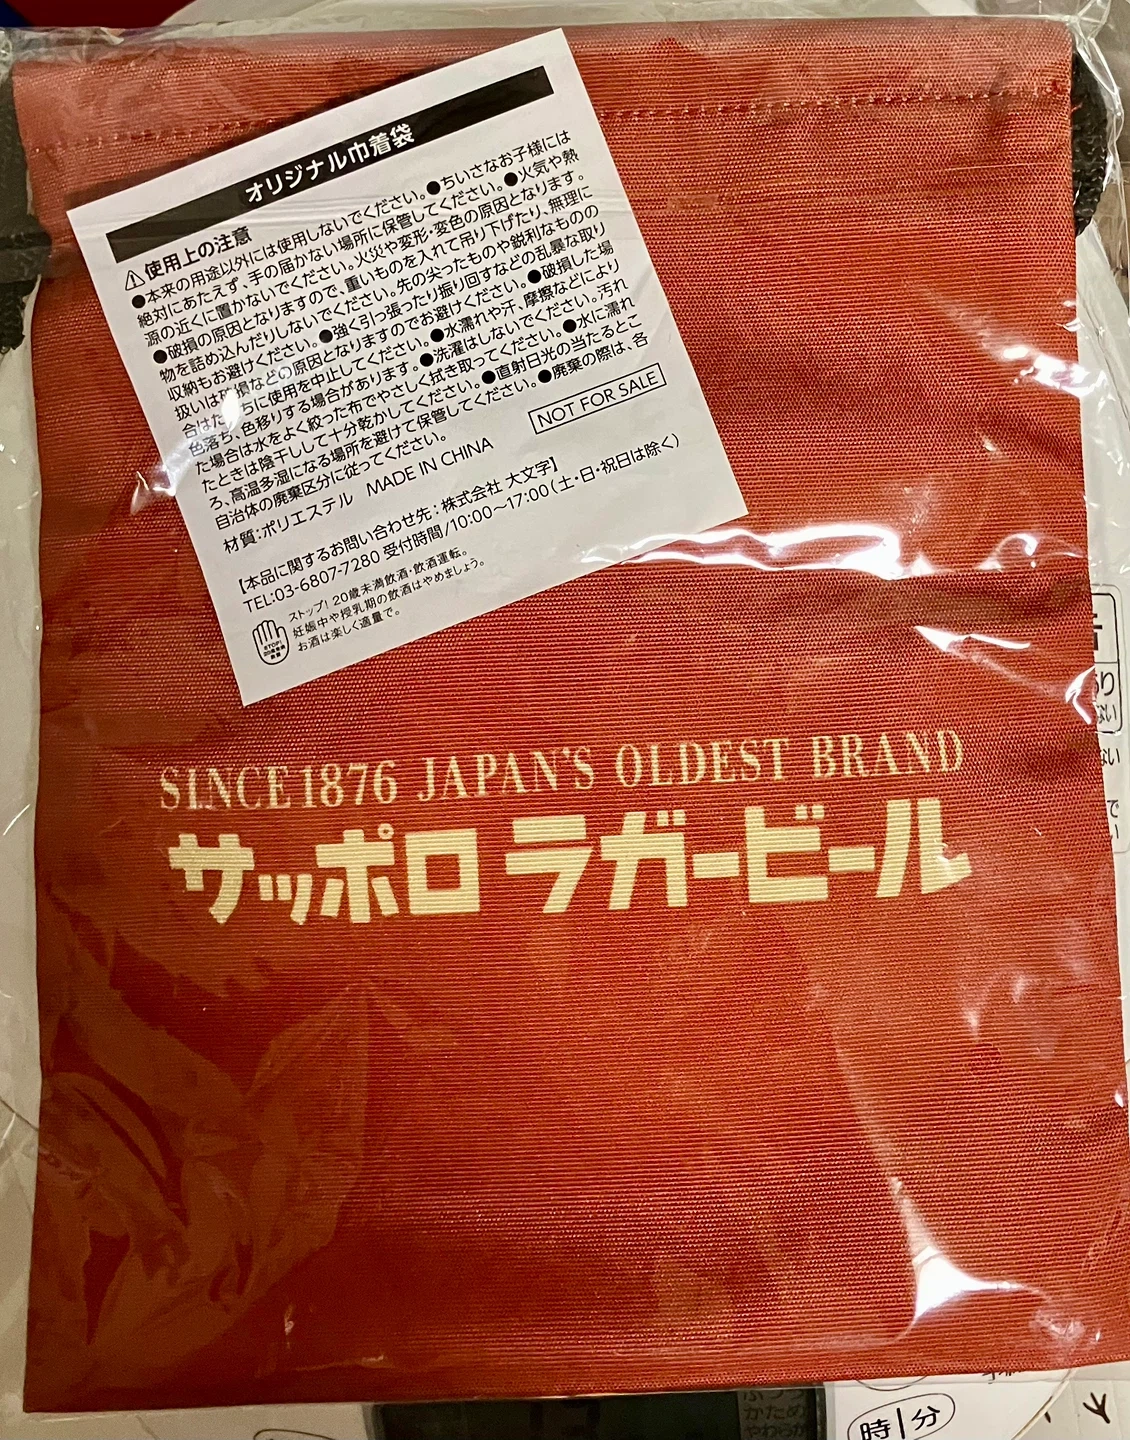 オリジナル巾着袋
⚠使用上の注意
●本来の用途以外には使用しないでください。●ちいさなお子様には
絶対にあたえず、手の届かない場所に保管してください。●火気や熱
源の近くに置かないでください。火災や変形・変色の原因となります。
●破損の原因となりますので、重いものを入れて吊り下げたり、無理に
物を詰め込んだりしないでください。先の尖ったものや鋭利なものの
収納もお避けください。●強く引っ張ったり振り回すなどの乱暴な取り
扱いは破損などの原因となりますのでお避けください。●破損した場
合はただちに使用を中止してください。●水濡れや汗、摩擦などにより
色落ち、色移りする場合があります。●洗濯はしないでください。汚れ
た場合は水をよく絞った布でやさしく拭き取ってください。●水に濡れ
たときは陰干しして十分乾かしてください。●直射日光の当たるとこ
ろ、高温多湿になる場所を避けて保管してください。●廃棄の際は、各
自治体の廃棄区分に従ってください。
NOT FOR SALE
材質:ポリエステル MADE IN CHINA
【本品に関するお問い合わせ先:株式会社 大文字】
TEL:03-6807-7280 受付時間/10:00〜17:00(土・日・祝日は除く)
ストップ!20歳未満飲酒・飲酒運転。
妊娠中や授乳期の飲酒はやめましょう。
お酒は楽しく適量で。
SINCE 1876 JAPAN'S OLDEST BRAND
サッポロ ラガービール
かため
時|分